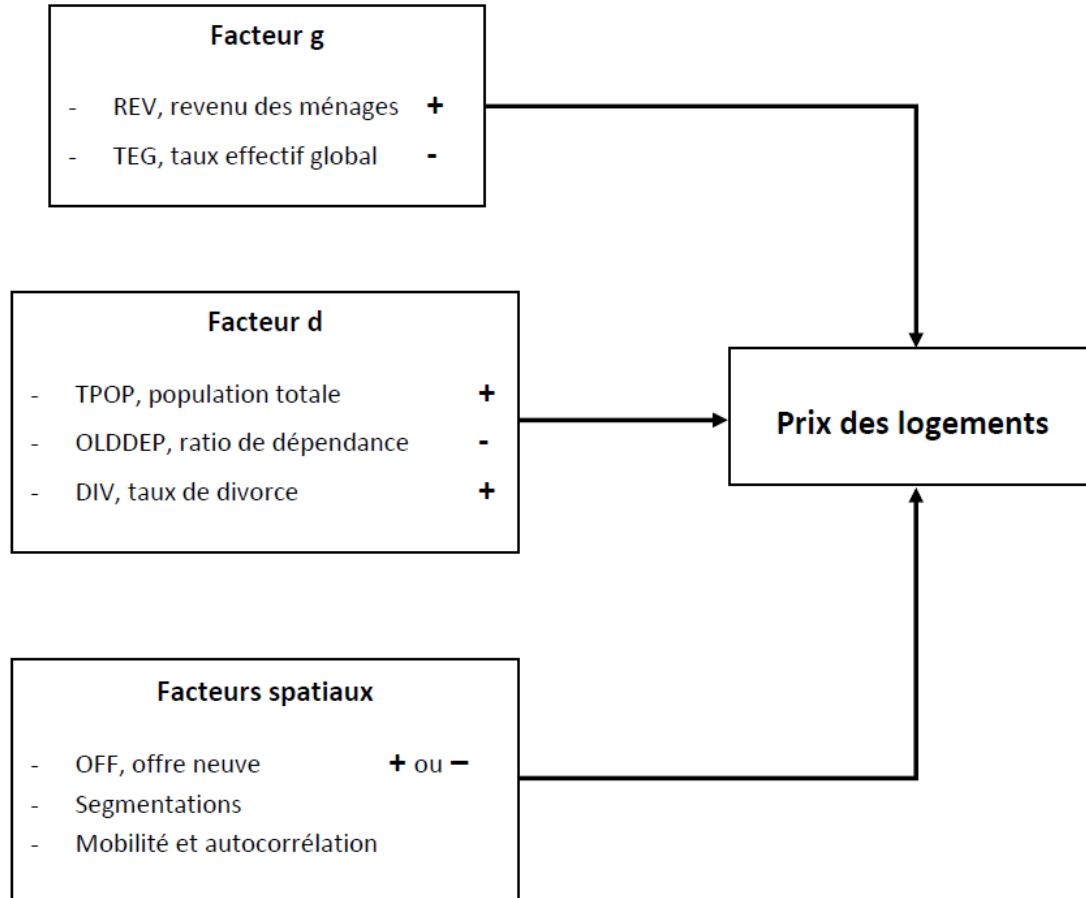 Facteur g
- REV, revenu des ménages +
- TEG, taux effectif global -
Facteur d
- TPOP, population totale +
- OLDDEP, ratio de dépendance -
- DIV, taux de divorce +
Prix des logements
Facteurs spatiaux
- OFF, offre neuve + ou −
- Segmentations
- Mobilité et autocorrélation